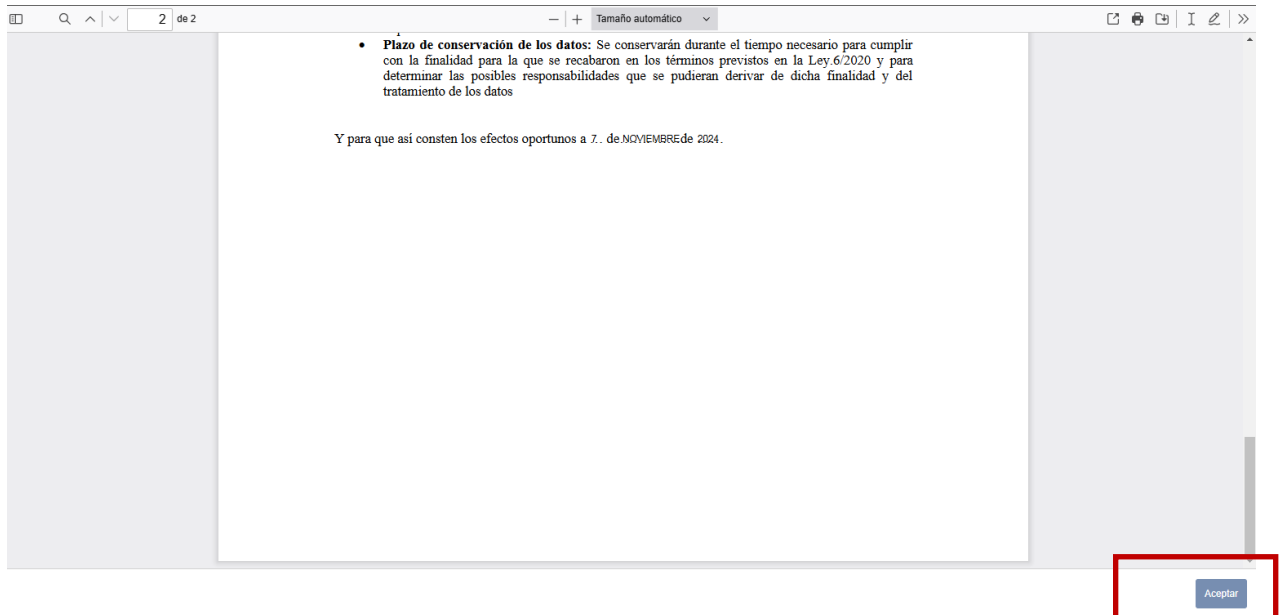 2 de 2 Tamaño automático
• Plazo de conservación de los datos: Se conservarán durante el tiempo necesario para cumplir
con la finalidad para la que se recabaron en los términos previstos en la Ley.6/2020 y para
determinar las posibles responsabilidades que se pudieran derivar de dicha finalidad y del
tratamiento de los datos
Y para que así consten los efectos oportunos a 7.. de.NOVIEMBREde 2024.
Aceptar